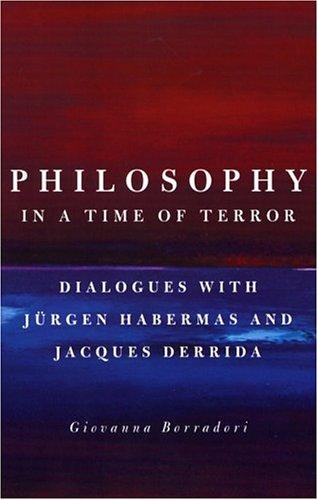 PHILOSOPHY
IN A TIME OF TERROR
DIALOGUES WITH
JÜRGEN HABERMAS AND
JACQUES DERRIDA
Giovanna Borradori